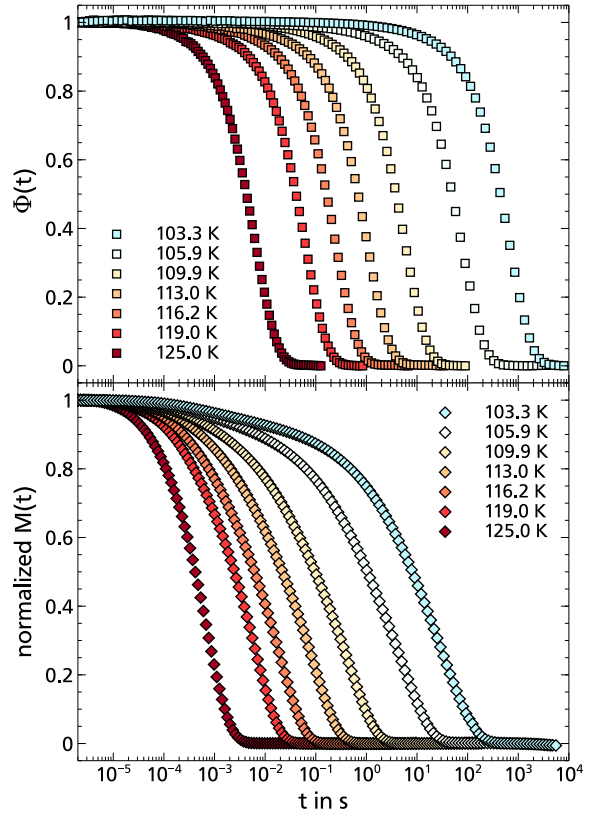 1
0.8
0.6
0.4
0.2
0
Φ(t)
103.3 K
105.9 K
109.9 K
113.0 K
116.2 K
119.0 K
125.0 K
1
0.8
0.6
0.4
0.2
0
normalized M(t)
103.3 K
105.9 K
109.9 K
113.0 K
116.2 K
119.0 K
125.0 K
10⁻⁵ 10⁻⁴ 10⁻³ 10⁻² 10⁻¹ 10⁰ 10¹ 10² 10³ 10⁴
t in s